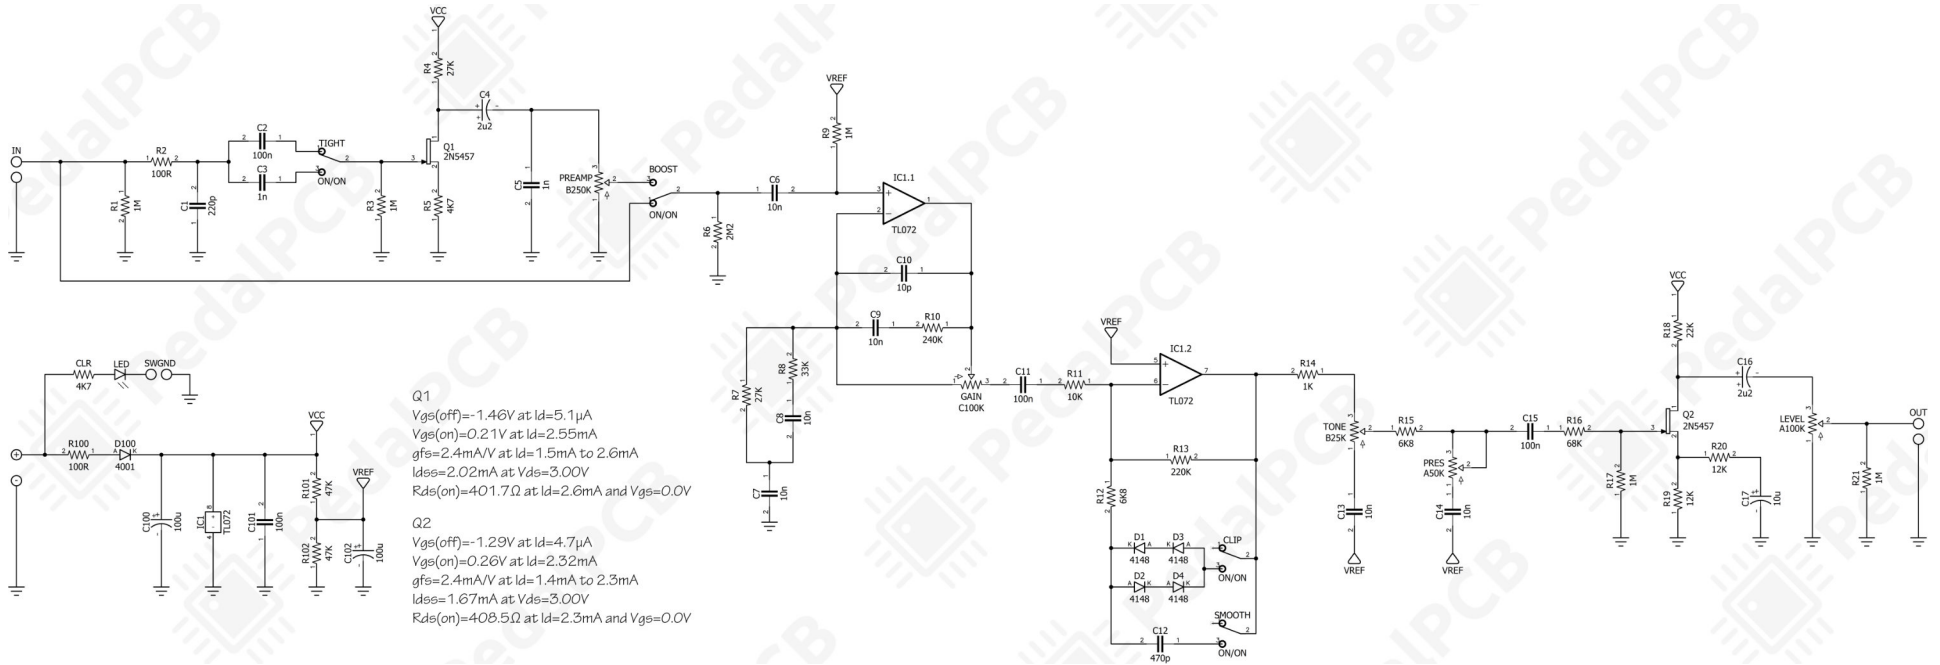 VCC
R4
27K
C4
2u2
VREF
R9
1M
IN
R2
100R
C2
100n
C3
1n
TIGHT
ON/ON
Q1
2N5457
R1
1M
C1
220p
R3
1M
R5
4K7
C5
1n
PREAMP
B250K
BOOST
ON/ON
R6
2M2
C6
10n
IC1.1
TL072
C10
10p
C9
10n
R10
240K
R7
27K
R8
33K
C8
10n
C7
10n
GAIN
C100K
C11
100n
R11
10K
VREF
IC1.2
TL072
R13
220K
R12
6K8
D1
4148
D3
4148
D2
4148
D4
4148
CLIP
ON/ON
SMOOTH
ON/ON
C12
470p
R14
1K
TONE
B25K
C13
10n
VREF
R15
6K8
PRES
A50K
C14
10n
VREF
C15
100n
R16
68K
R17
1M
VCC
R18
22K
Q2
2N5457
R19
12K
R20
12K
C17
10u
C16
2u2
LEVEL
A100K
R21
1M
OUT
CLR
4K7
LED
SWGND
R100
100R
D100
4001
VCC
C100
100u
IC1
TL072
C101
100n
R101
47K
R102
47K
VREF
C102
100u
Q1
Vgs(off)=-1.46V at Id=5.1µA
Vgs(on)=0.21V at Id=2.55mA
gfs=2.4mA/V at Id=1.5mA to 2.6mA
Idss=2.02mA at Vds=3.00V
Rds(on)=401.7Ω at Id=2.6mA and Vgs=0.0V
Q2
Vgs(off)=-1.29V at Id=4.7µA
Vgs(on)=0.26V at Id=2.32mA
gfs=2.4mA/V at Id=1.4mA to 2.3mA
Idss=1.67mA at Vds=3.00V
Rds(on)=408.5Ω at Id=2.3mA and Vgs=0.0V
PedalPCB